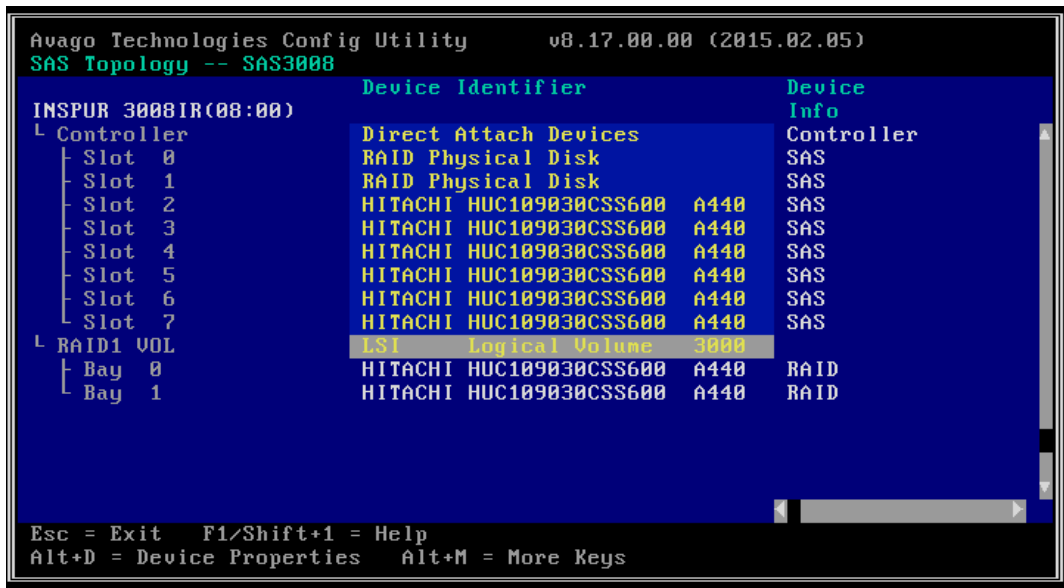 Avago Technologies Config Utility v8.17.00.00 (2015.02.05)
SAS Topology -- SAS3008
Device Identifier Device
INSPUR 3008IR(08:00) Info
Controller Direct Attach Devices Controller
Slot 0 RAID Physical Disk SAS
Slot 1 RAID Physical Disk SAS
Slot 2 HITACHI HUC109030CSS600 A440 SAS
Slot 3 HITACHI HUC109030CSS600 A440 SAS
Slot 4 HITACHI HUC109030CSS600 A440 SAS
Slot 5 HITACHI HUC109030CSS600 A440 SAS
Slot 6 HITACHI HUC109030CSS600 A440 SAS
Slot 7 HITACHI HUC109030CSS600 A440 SAS
RAID1 VOL LSI Logical Volume 3000
Bay 0 HITACHI HUC109030CSS600 A440 RAID
Bay 1 HITACHI HUC109030CSS600 A440 RAID
Esc = Exit F1/Shift+1 = Help
Alt+D = Device Properties Alt+M = More Keys